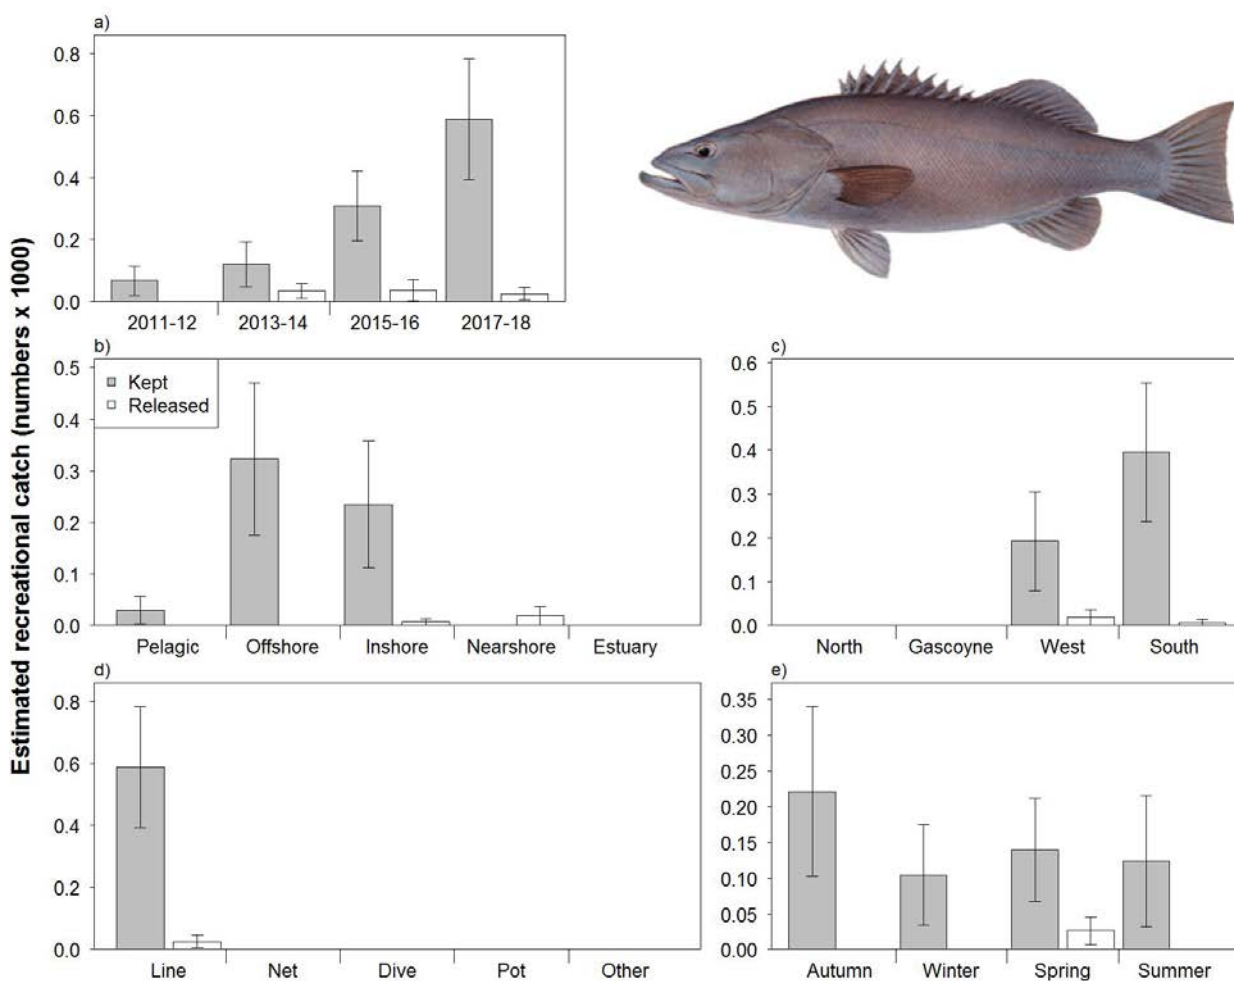 a)
0.8
0.6
0.4
0.2
0.0
2011-12 2013-14 2015-16 2017-18
Estimated recreational catch (numbers x 1000)
b)
Kept
Released
0.5
0.4
0.3
0.2
0.1
0.0
Pelagic Offshore Inshore Nearshore Estuary
c)
0.6
0.5
0.4
0.3
0.2
0.1
0.0
North Gascoyne West South
d)
0.8
0.6
0.4
0.2
0.0
Line Net Dive Pot Other
e)
0.35
0.30
0.25
0.20
0.15
0.10
0.05
0.00
Autumn Winter Spring Summer